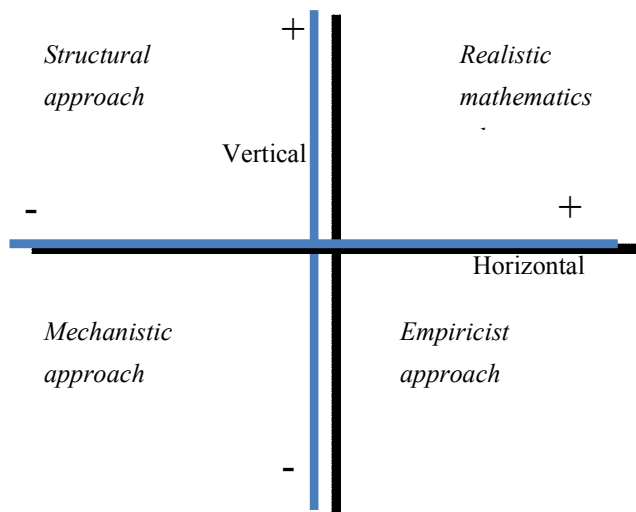 +
Structural
approach
Realistic
mathematics
Vertical
-
+
Horizontal
Mechanistic
approach
Empiricist
approach
-